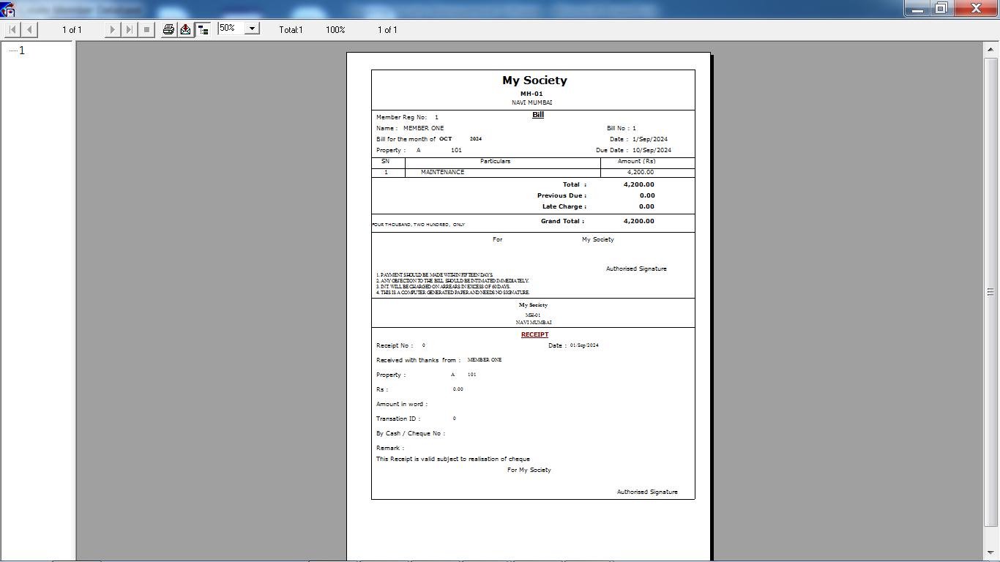 1 of 1 50% Total:1 100% 1 of 1
1
My Society
MH-01
NAVI MUMBAI
Bill
Member Reg No: 1
Name : MEMBER ONE Bill No : 1
Bill for the month of OCT 2024 Date : 1/Sep/2024
Property : A 101 Due Date : 10/Sep/2024
SN Particulars Amount (Rs)
1 MAINTENANCE 4,200.00
Total : 4,200.00
Previous Due : 0.00
Late Charge : 0.00
FOUR THOUSAND, TWO HUNDRED, ONLY Grand Total : 4,200.00
For My Society
Authorised Signature
1. PAYMENT SHOULD BE MADE WITHIN FIFTEEN DAYS.
2. ANY OBJECTION TO THE BILL SHOULD BE INTIMATED IMMEDIATELY.
3. INT. WILL BE CHARGED ON ARREARS IN EXCESS OF 60 DAYS.
4. THIS IS A COMPUTER GENERATED PAPER AND NEEDS NO SIGNATURE.
My Society
MH-01
NAVI MUMBAI
RECEIPT
Receipt No : 0 Date : 01/Sep/2024
Received with thanks from : MEMBER ONE
Property : A 101
Rs : 0.00
Amount in word :
Transation ID : 0
By Cash / Cheque No :
Remark :
This Receipt is valid subject to realisation of cheque
For My Society
Authorised Signature